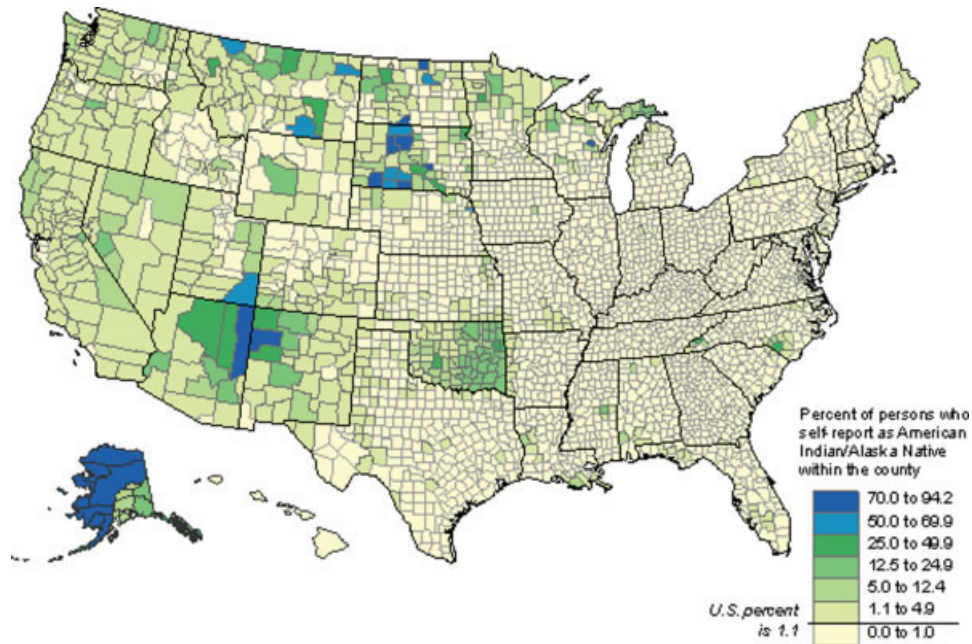 Percent of persons who
self-report as American
Indian/Alaska Native
within the county
70.0 to 94.2
50.0 to 69.9
25.0 to 49.9
12.5 to 24.9
5.0 to 12.4
1.1 to 4.9
U.S. percent
is 1.1
0.0 to 1.0